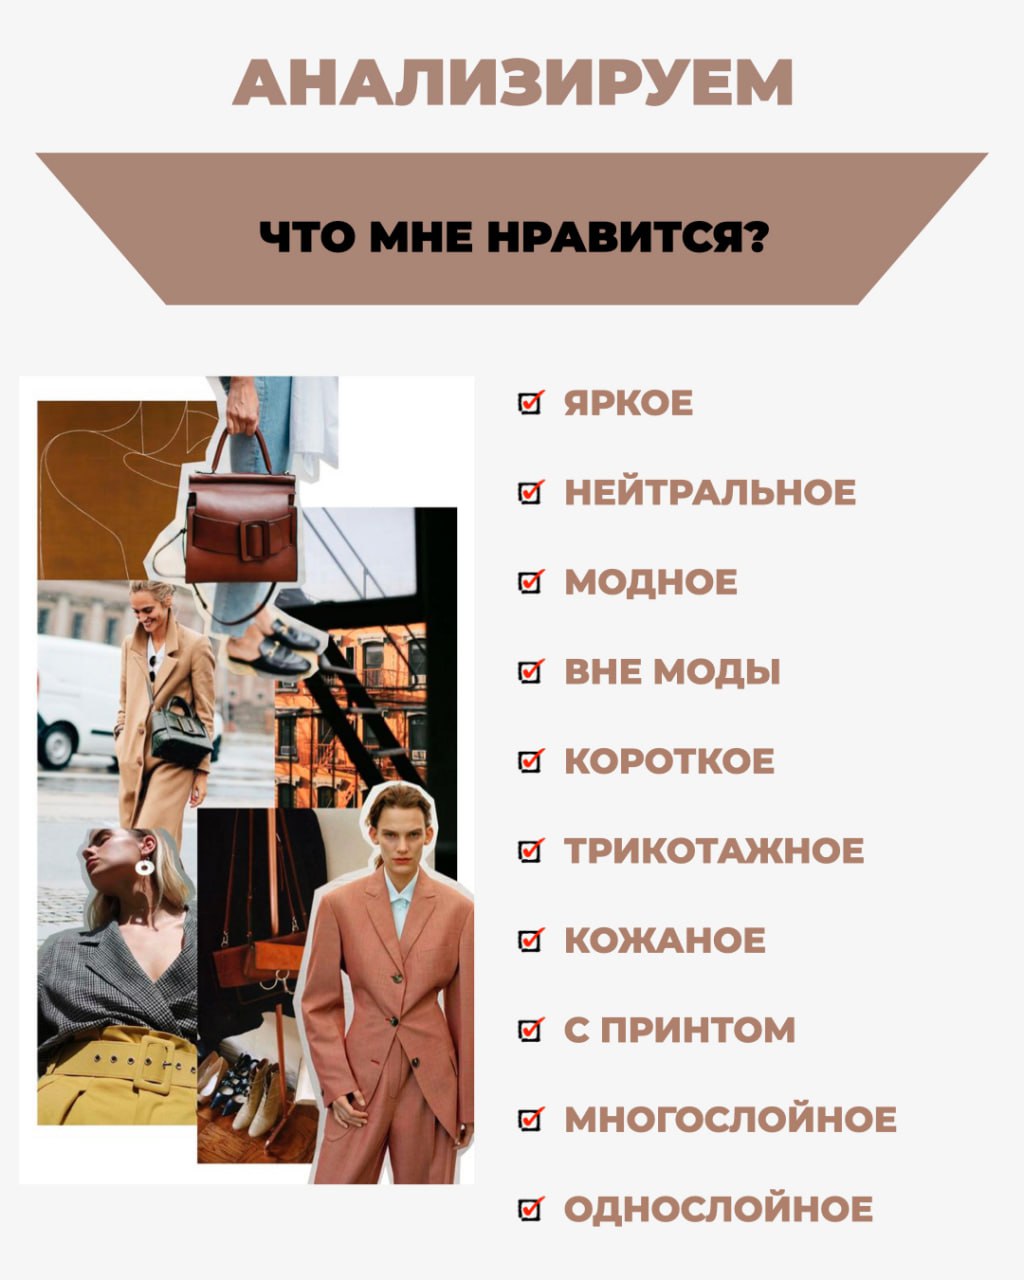 АНАЛИЗИРУЕМ
ЧТО МНЕ НРАВИТСЯ?
ЯРКОЕ
НЕЙТРАЛЬНОЕ
МОДНОЕ
ВНЕ МОДЫ
КОРОТКОЕ
ТРИКОТАЖНОЕ
КОЖАНОЕ
С ПРИНТОМ
МНОГОСЛОЙНОЕ
ОДНОСЛОЙНОЕ